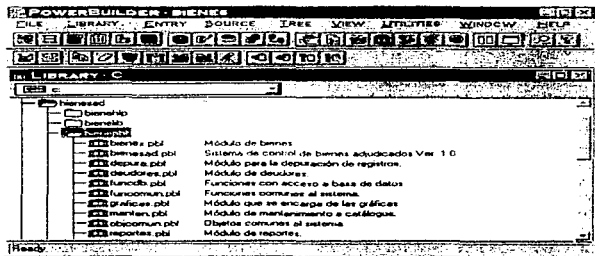 POWERBUILDER - BIENES
FILE LIBRARY ENTRY SOURCE TREE VIEW UTILITIES WINDOW HELP
LIBRARY - C
c:
bienesad
bieneshlp
bieneslib
bienes.pbl Módulo de bienes
bienesad.pbl Sistema de control de bienes adjudicados Ver. 1.0
depura.pbl Módulo para la depuración de registros.
deudores.pbl Módulo de deudores.
funcdb.pbl Funciones con acceso a base de datos
funcomun.pbl Funciones comunes al sistema.
graficas.pbl Módulo que se encarga de las gráficas
manten.pbl Módulo de mantenimiento a catálogos.
objcomun.pbl Objetos comunes al sistema
reportes.pbl Módulo de reportes.
Ready